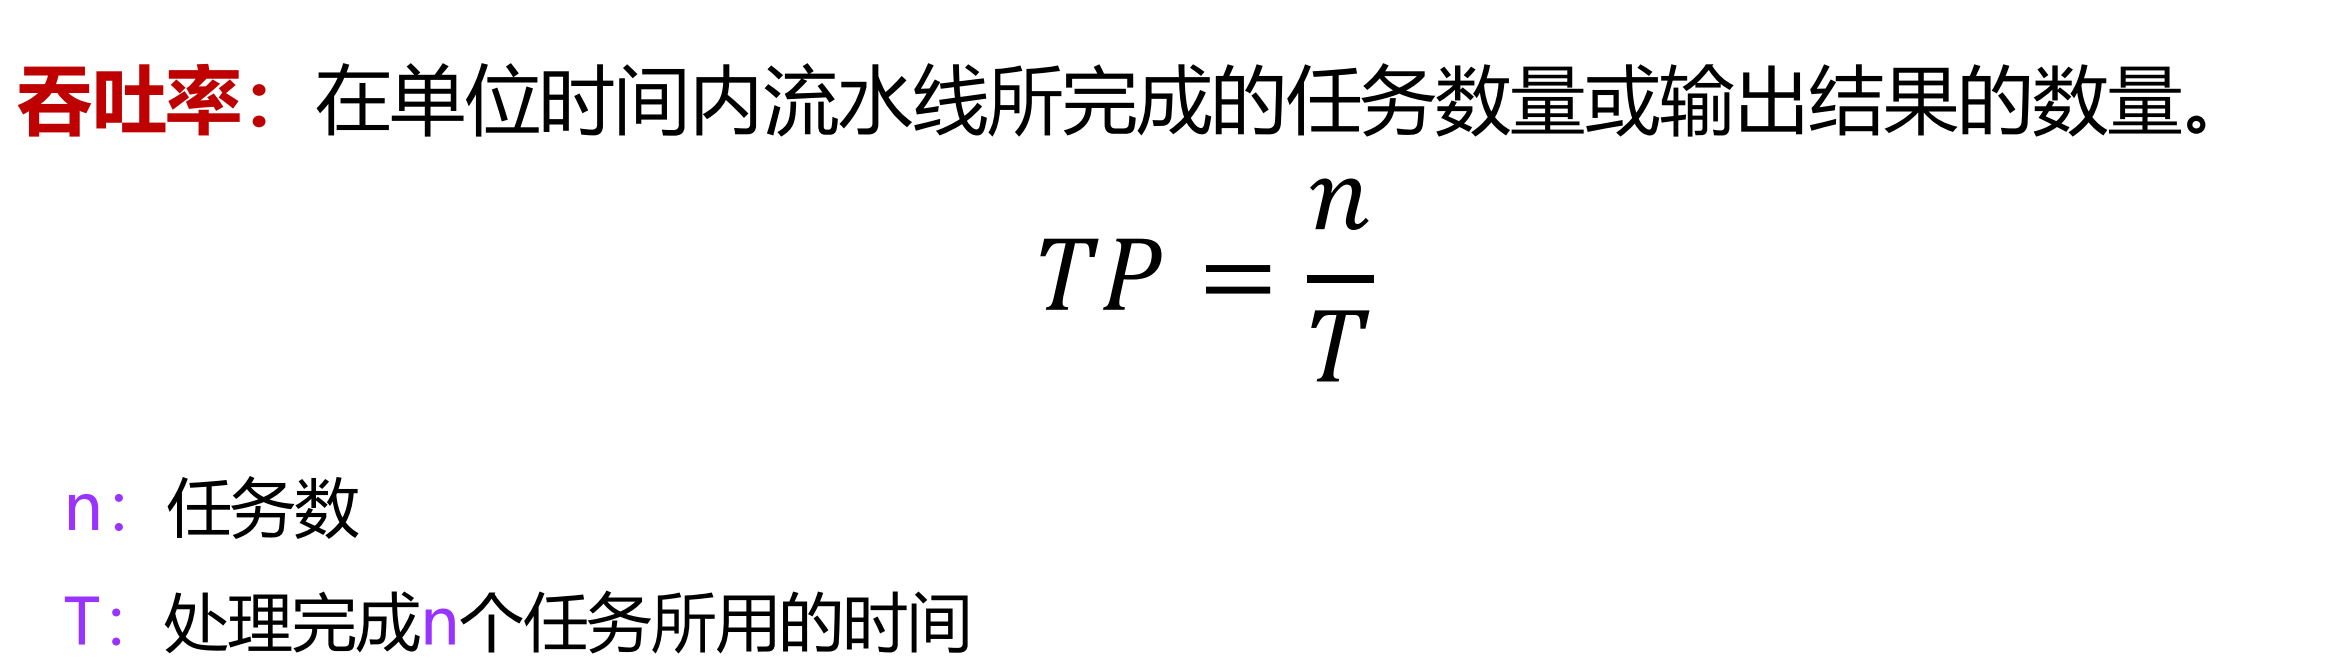 吞吐率：在单位时间内流水线所完成的任务数量或输出结果的数量。
TP = n/T
n：任务数
T：处理完成n个任务所用的时间